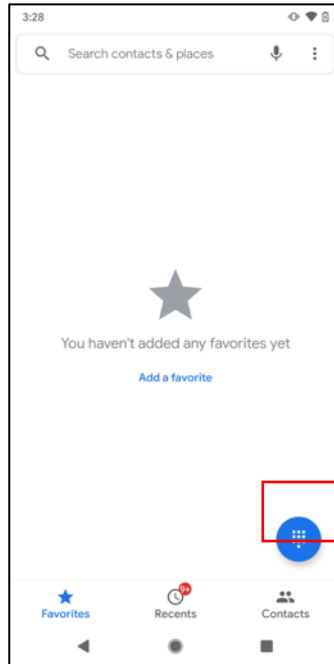 3:28
Search contacts & places
You haven't added any favorites yet
Add a favorite
9+
Favorites Recents Contacts